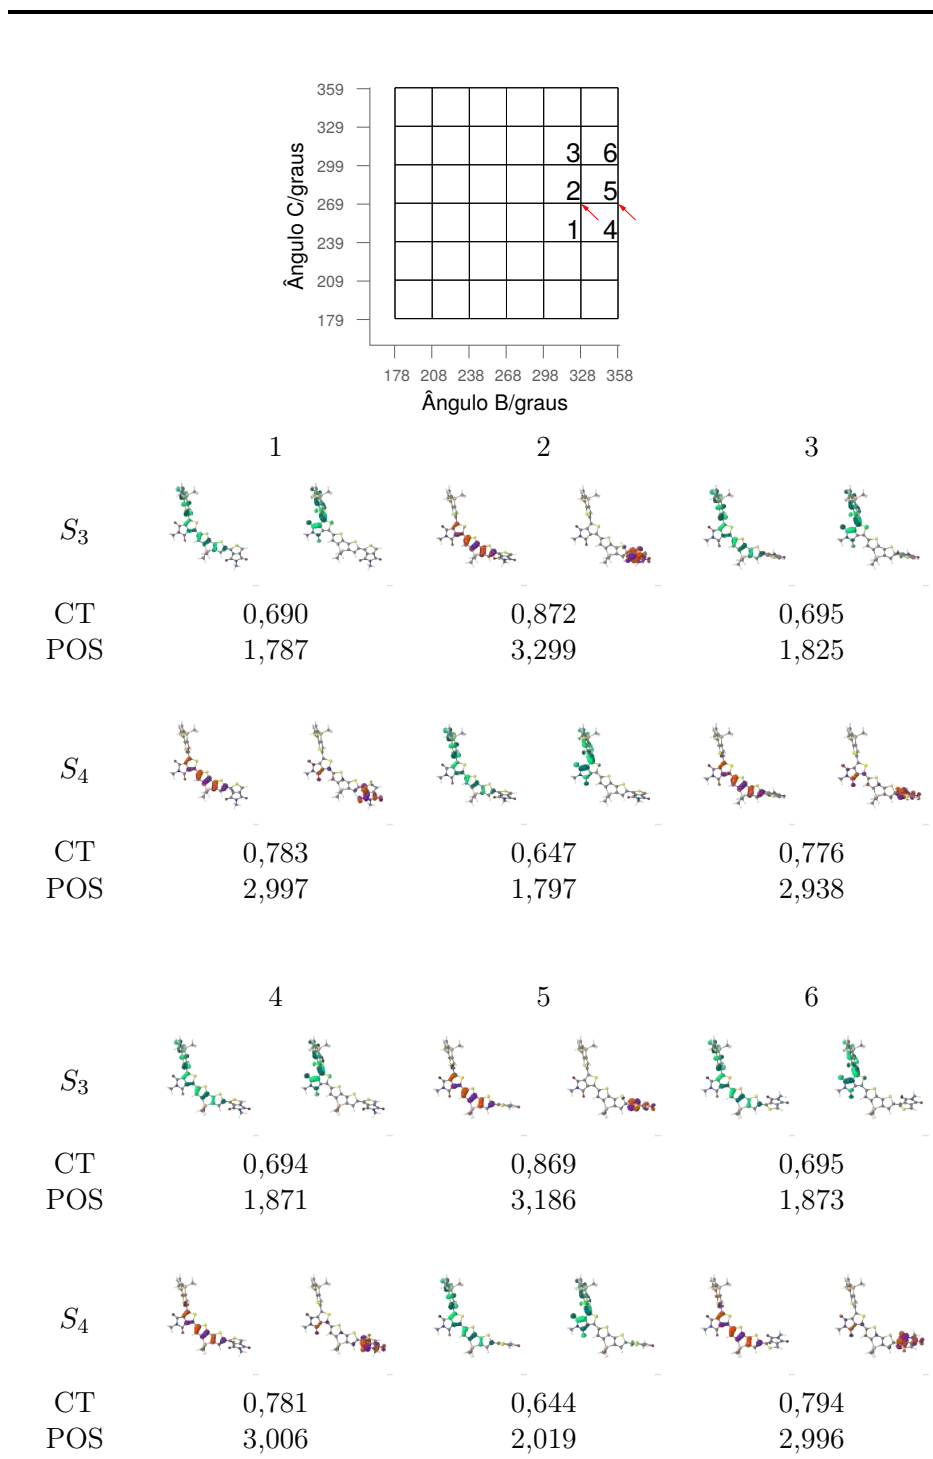 359
329
299
269
239
209
179
Ângulo C/graus
3 6
2 5
1 4
178 208 238 268 298 328 358
Ângulo B/graus
1 2 3
S3
CT 0,690 0,872 0,695
POS 1,787 3,299 1,825
S4
CT 0,783 0,647 0,776
POS 2,997 1,797 2,938
4 5 6
S3
CT 0,694 0,869 0,695
POS 1,871 3,186 1,873
S4
CT 0,781 0,644 0,794
POS 3,006 2,019 2,996